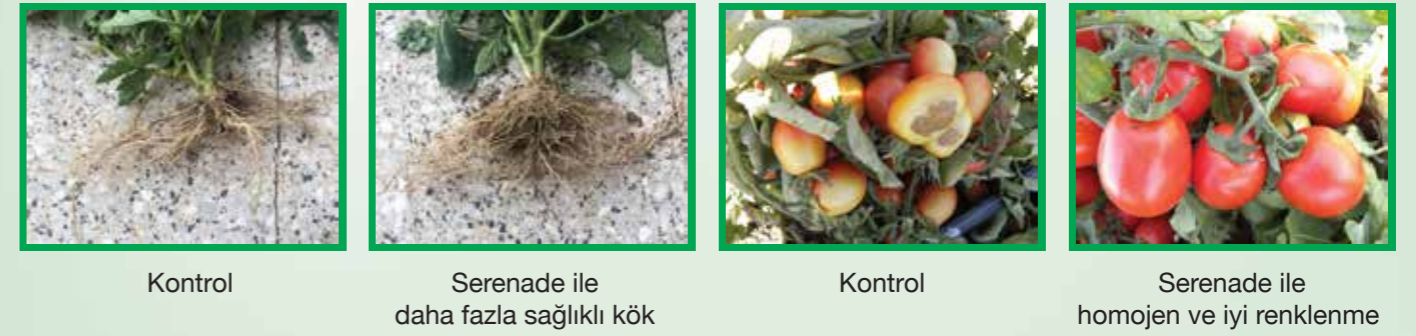 Kontrol
Serenade ile
daha fazla sağlıklı kök
Kontrol
Serenade ile
homojen ve iyi renklenme